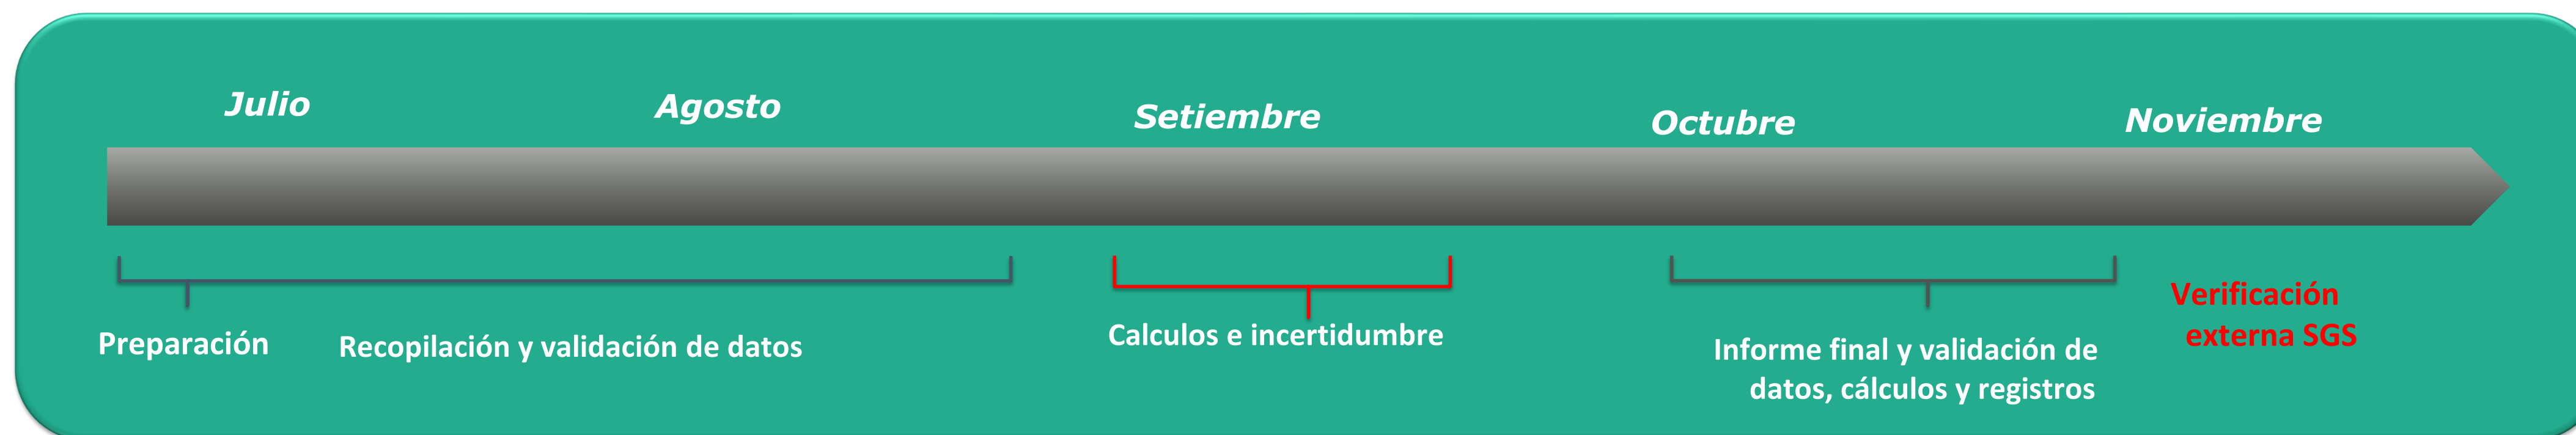 Julio
Agosto
Setiembre
Octubre
Noviembre
Preparación
Recopilación y validación de datos
Calculos e incertidumbre
Informe final y validación de
datos, cálculos y registros
Verificación
externa SGS